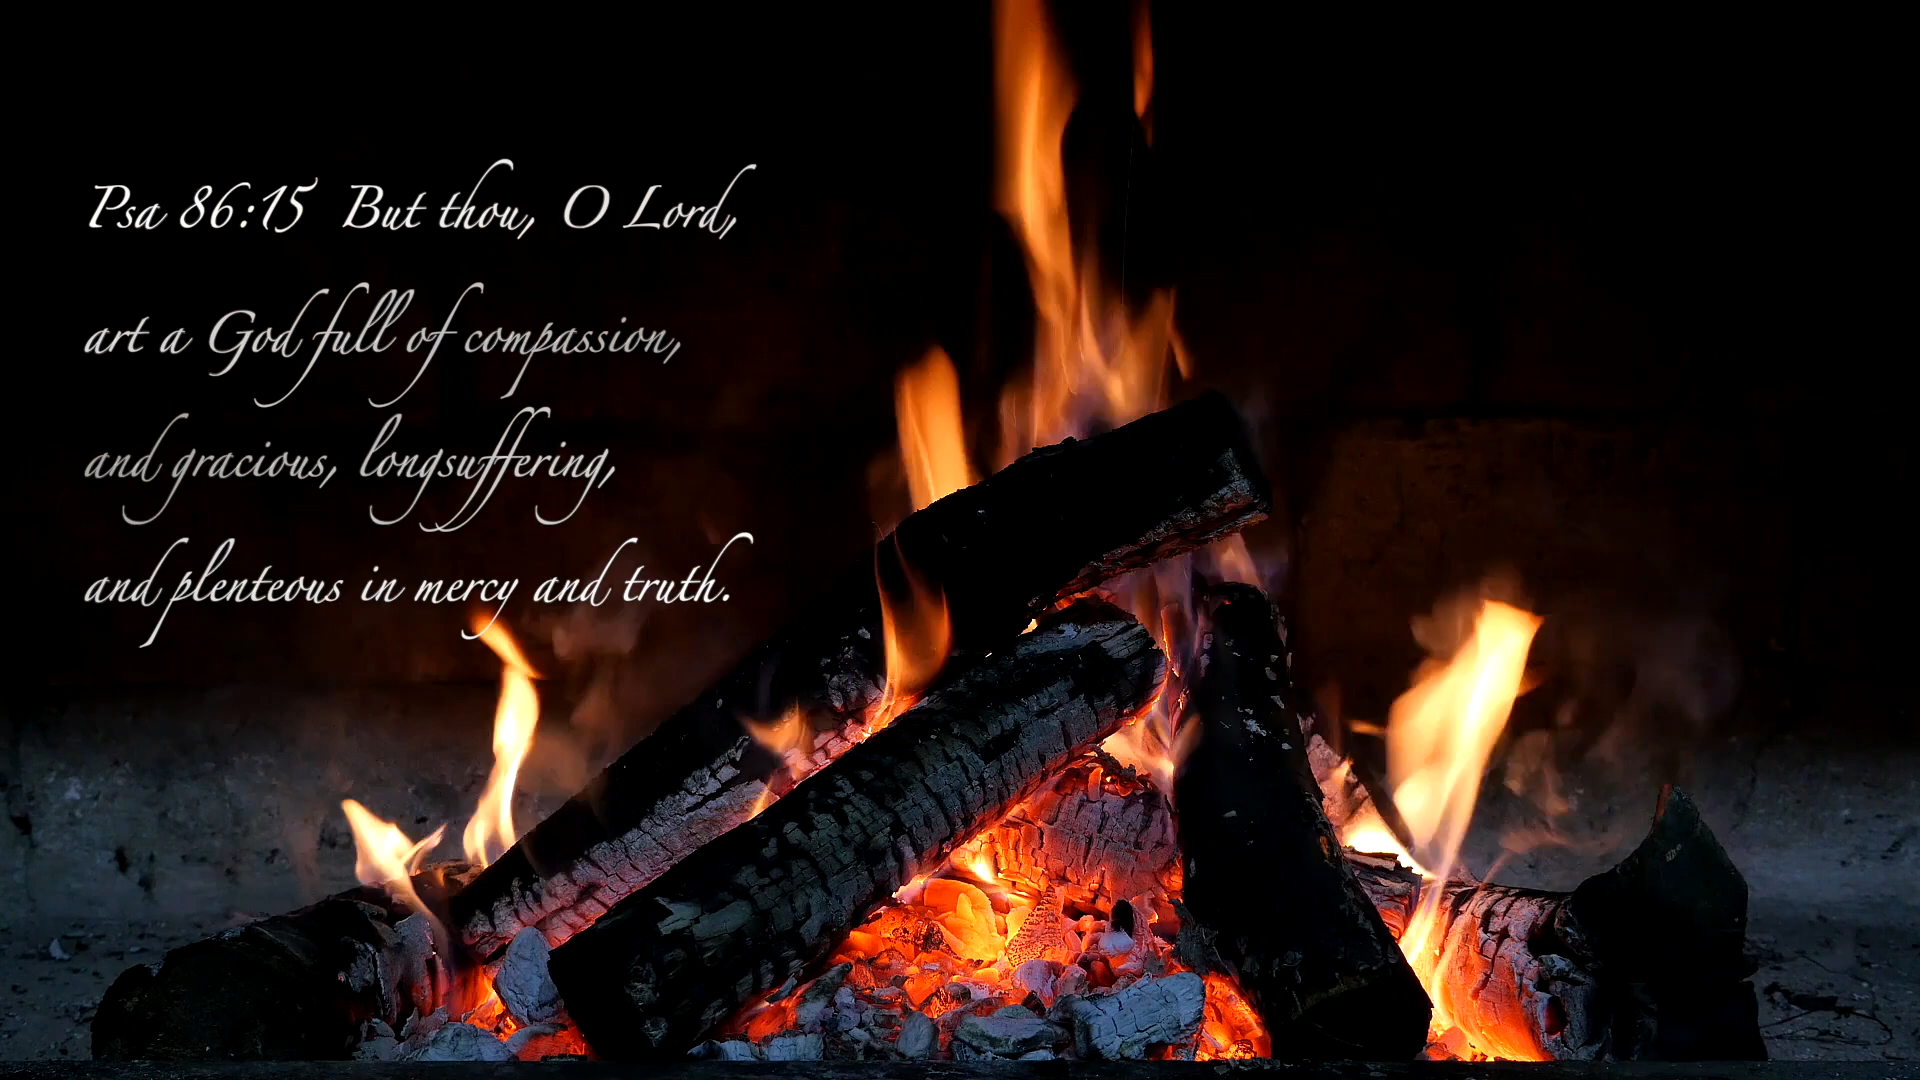 Psa 86:15 But thou, O Lord,
art a God full of compassion,
and gracious, longsuffering,
and plenteous in mercy and truth.